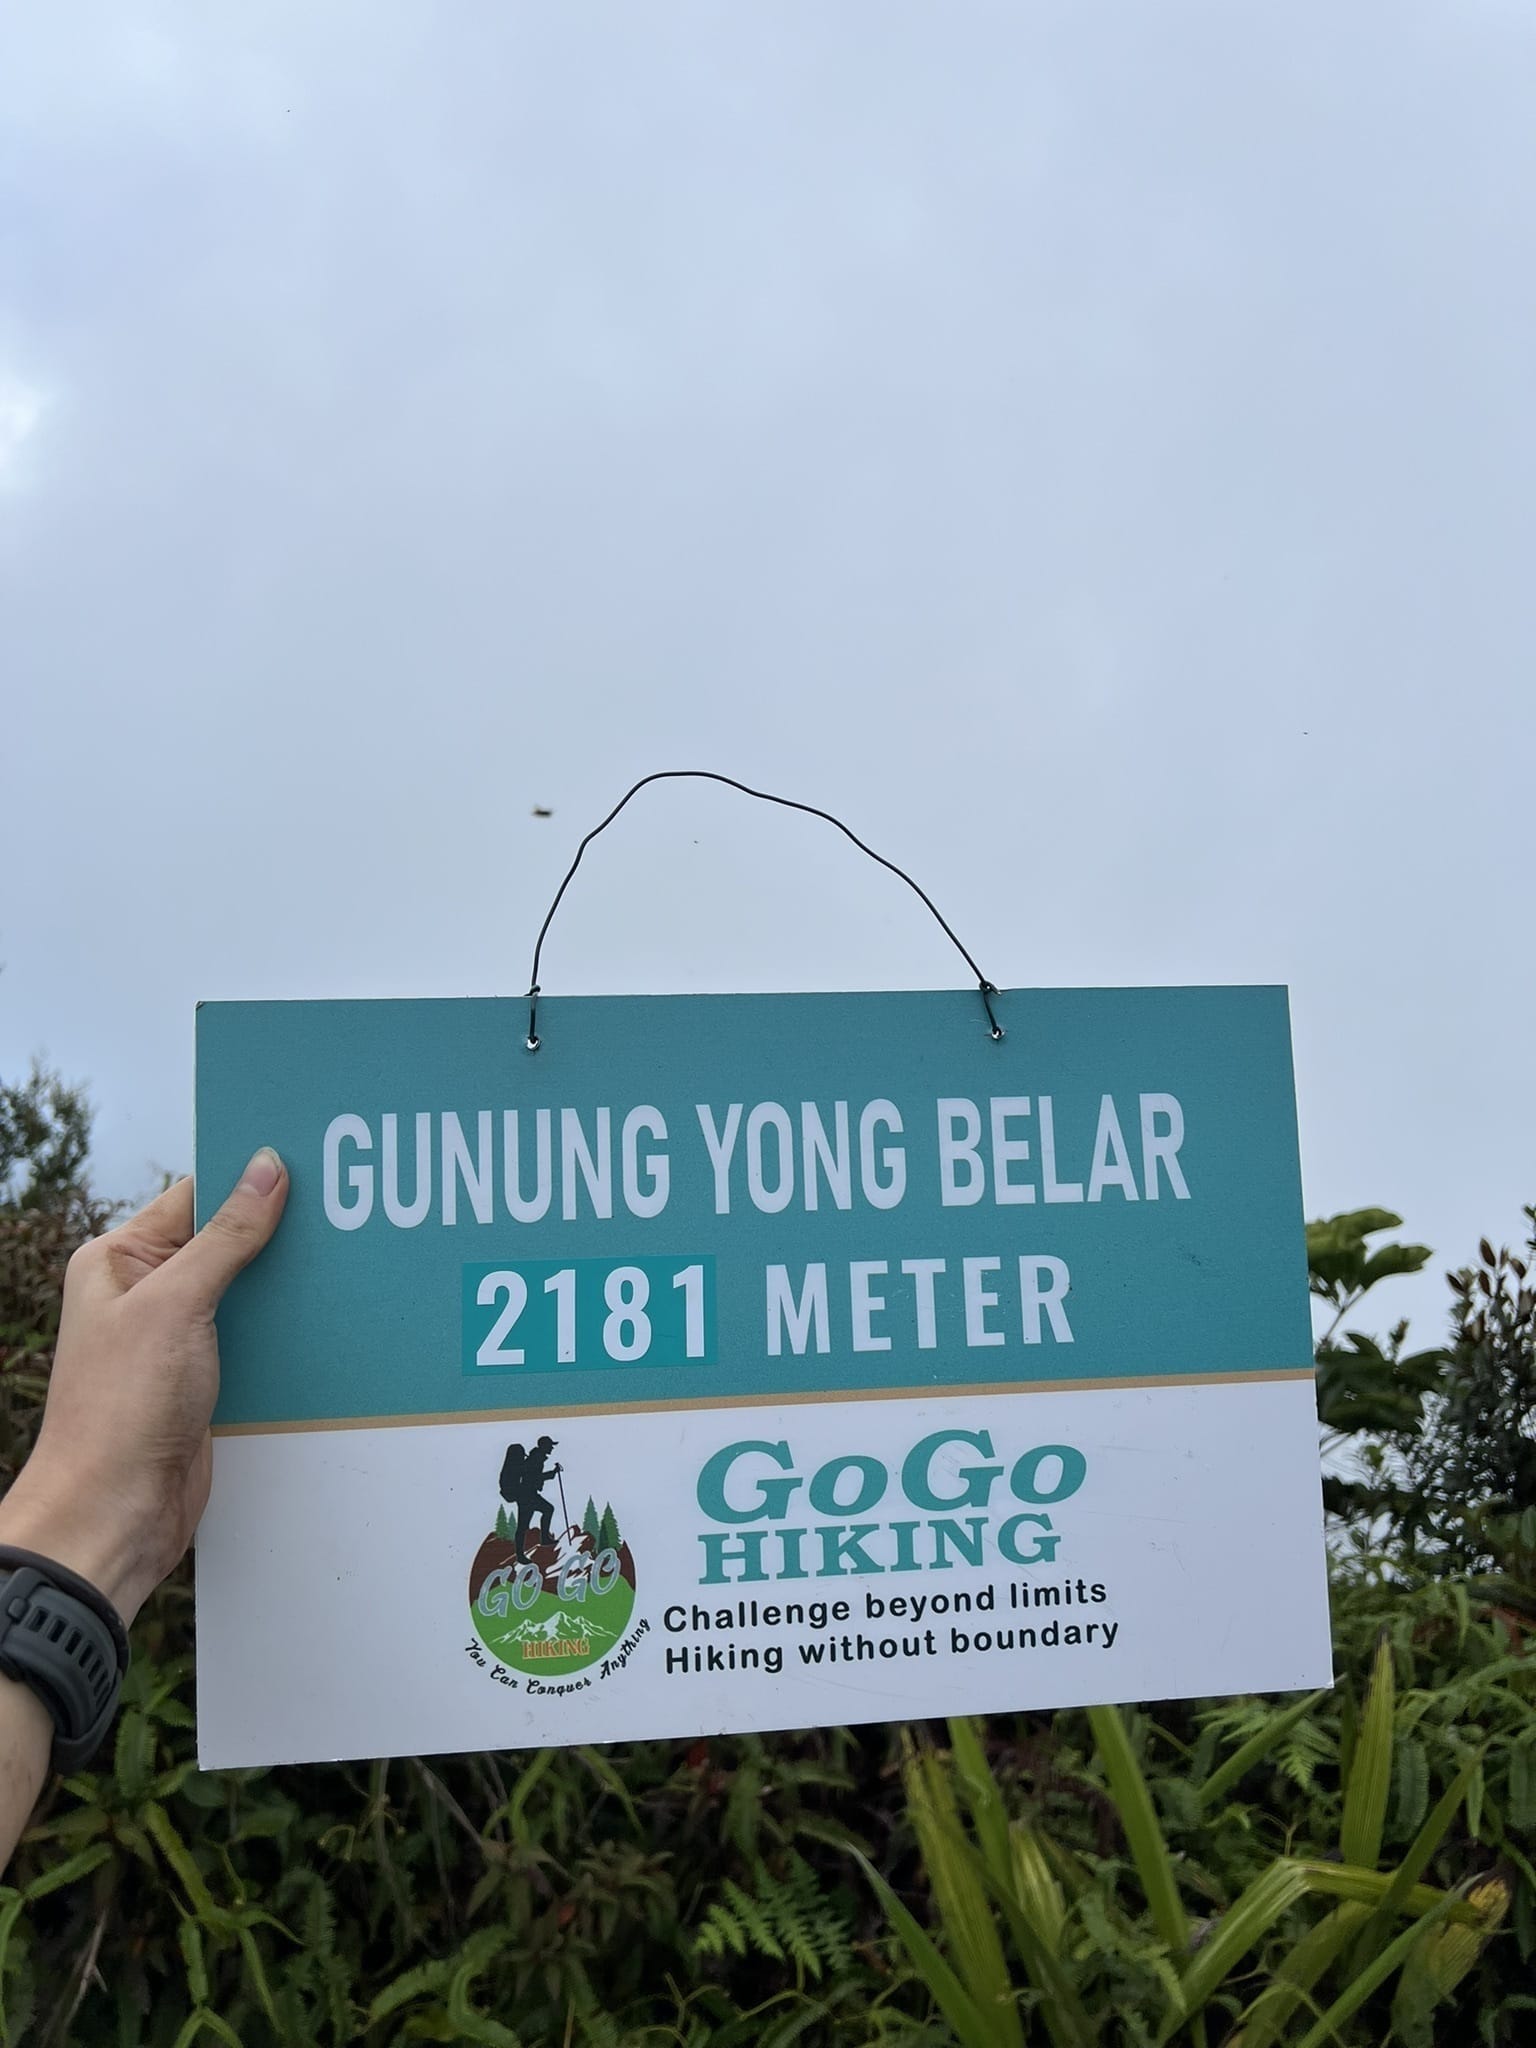 GUNUNG YONG BELAR
2181 METER
GO GO
HIKING
You Can Conquer Anything
GoGo
HIKING
Challenge beyond limits
Hiking without boundary